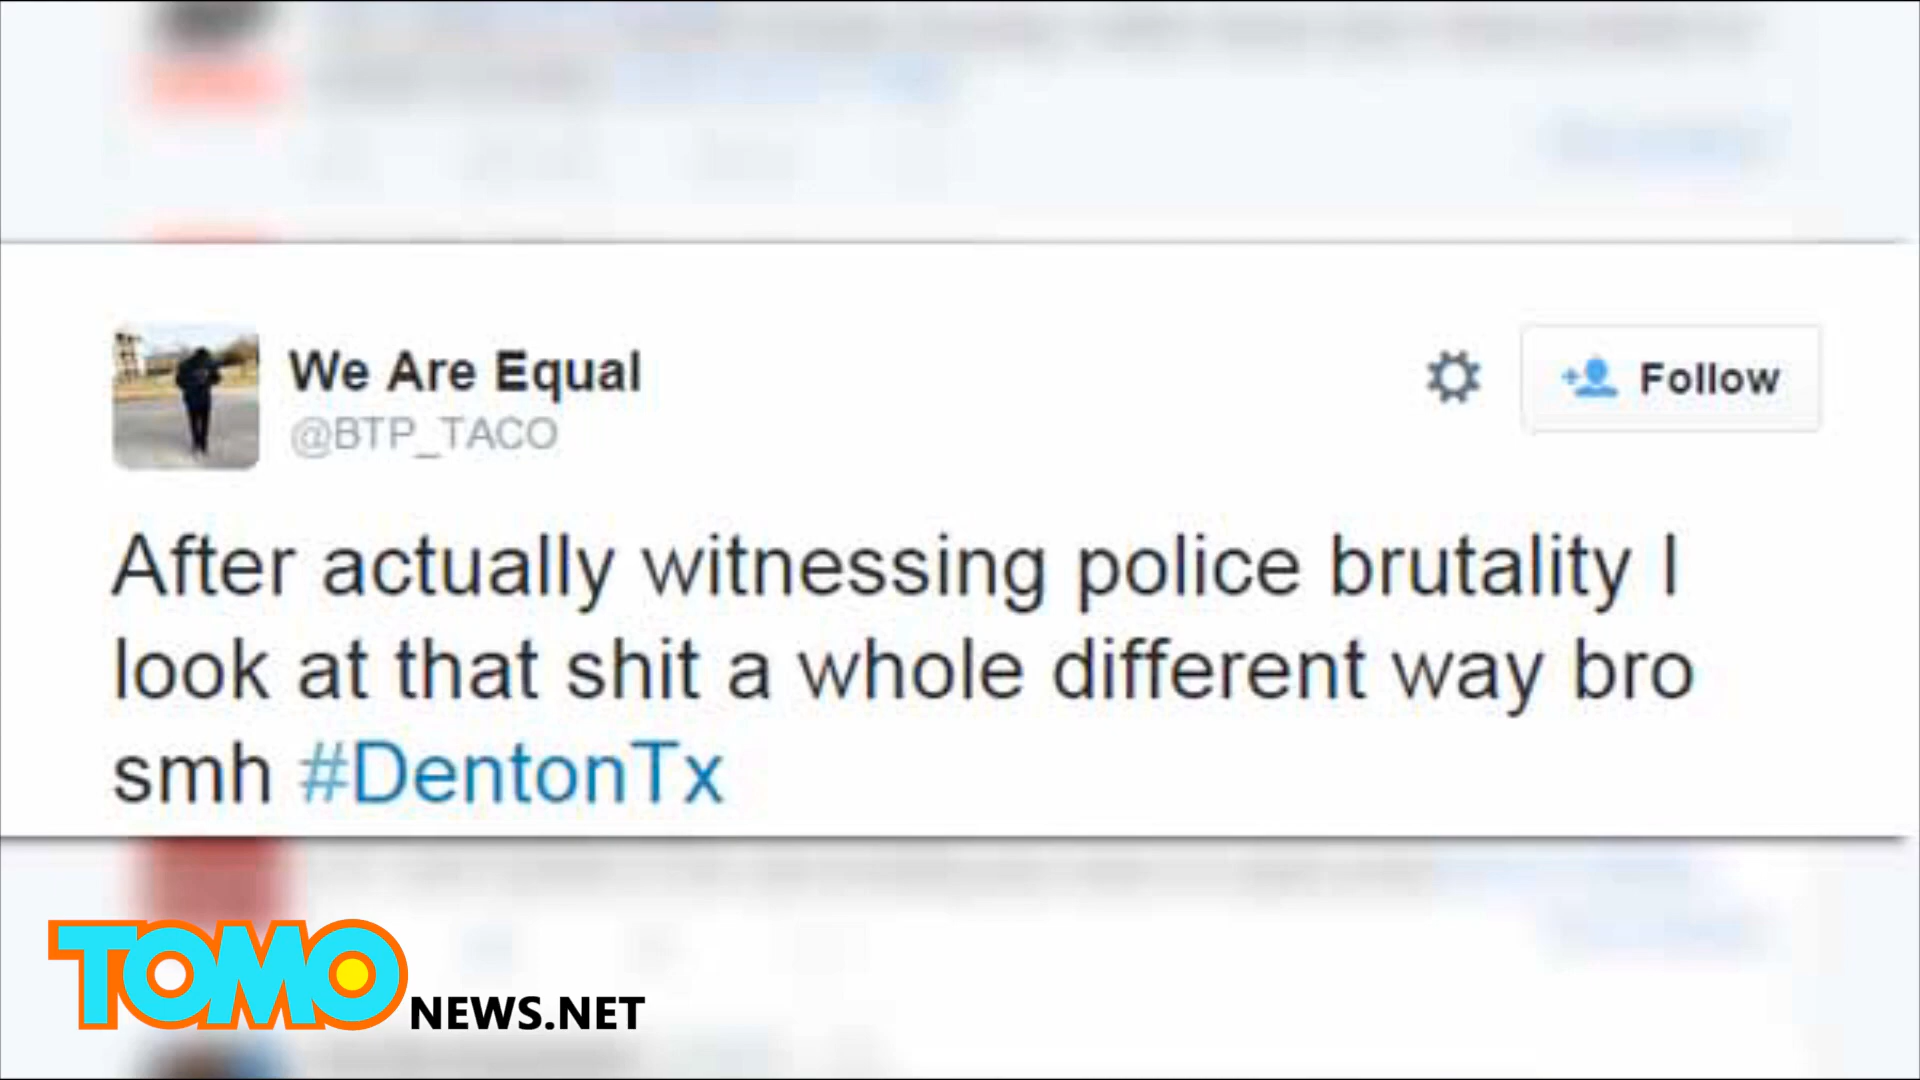 We Are Equal
@BTP_TACO
Follow
After actually witnessing police brutality I
look at that shit a whole different way bro
smh #DentonTx
TOMO NEWS.NET